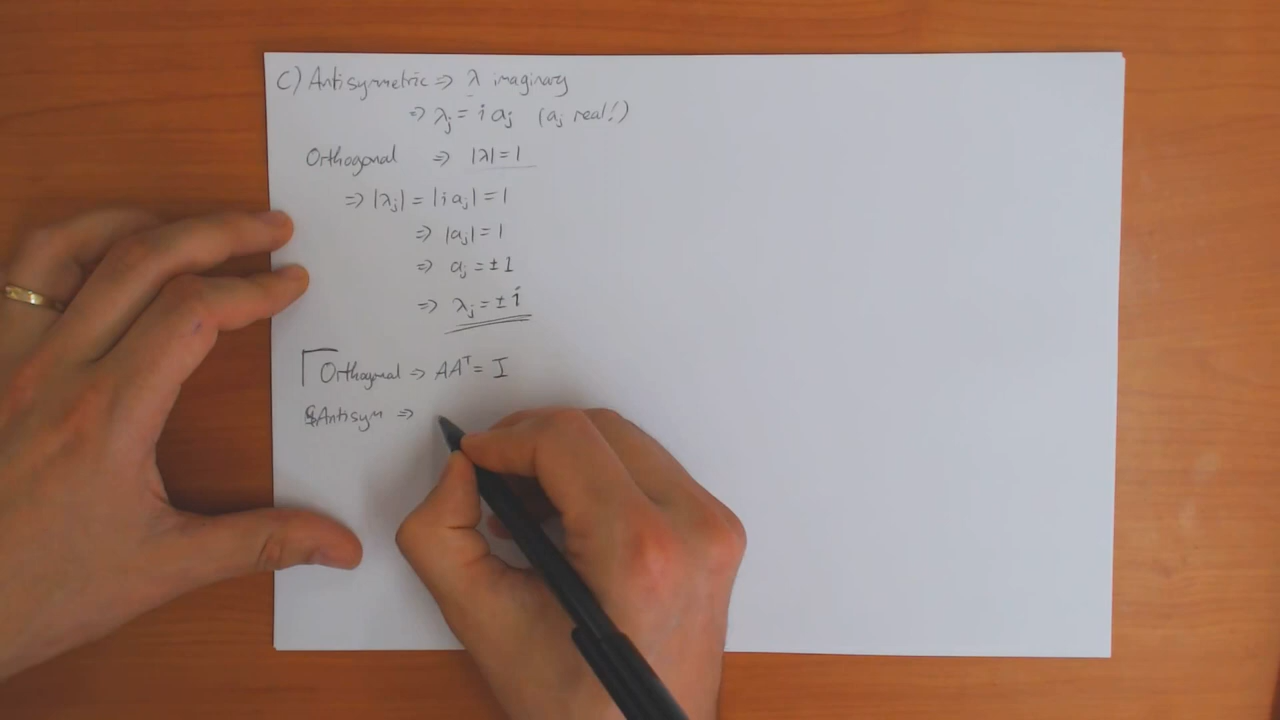 C) Antisymmetric ⇒ λ imaginary
⇒ λⱼ = i aⱼ (aⱼ real!)
Orthogonal ⇒ |λ| = 1
⇒ |λⱼ| = |i aⱼ| = 1
⇒ |aⱼ| = 1
⇒ aⱼ = ± 1
⇒ λⱼ = ± i
Orthogonal ⇒ AAᵀ = I
Antisym ⇒